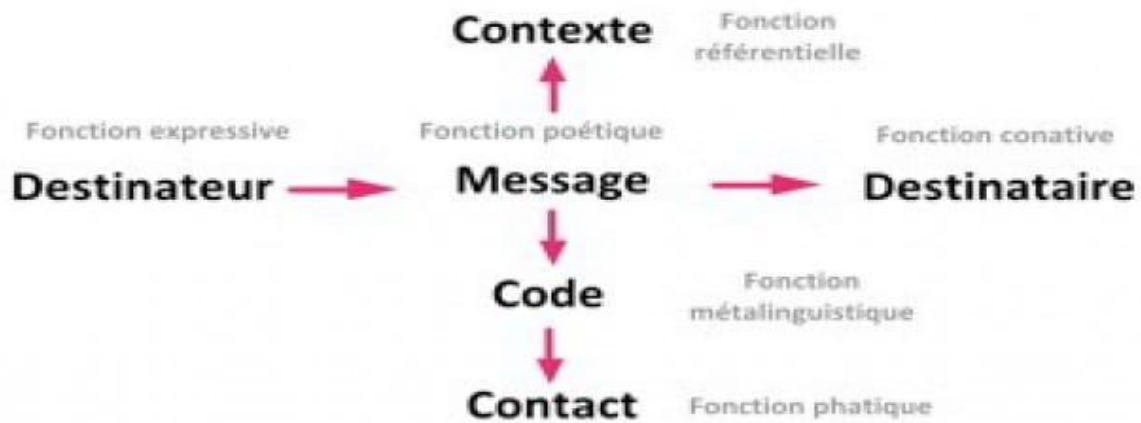 Contexte
Fonction
référentielle
Fonction expressive
Fonction poétique
Fonction conative
Destinateur
Message
Destinataire
Code
Fonction
métalinguistique
Contact
Fonction phatique